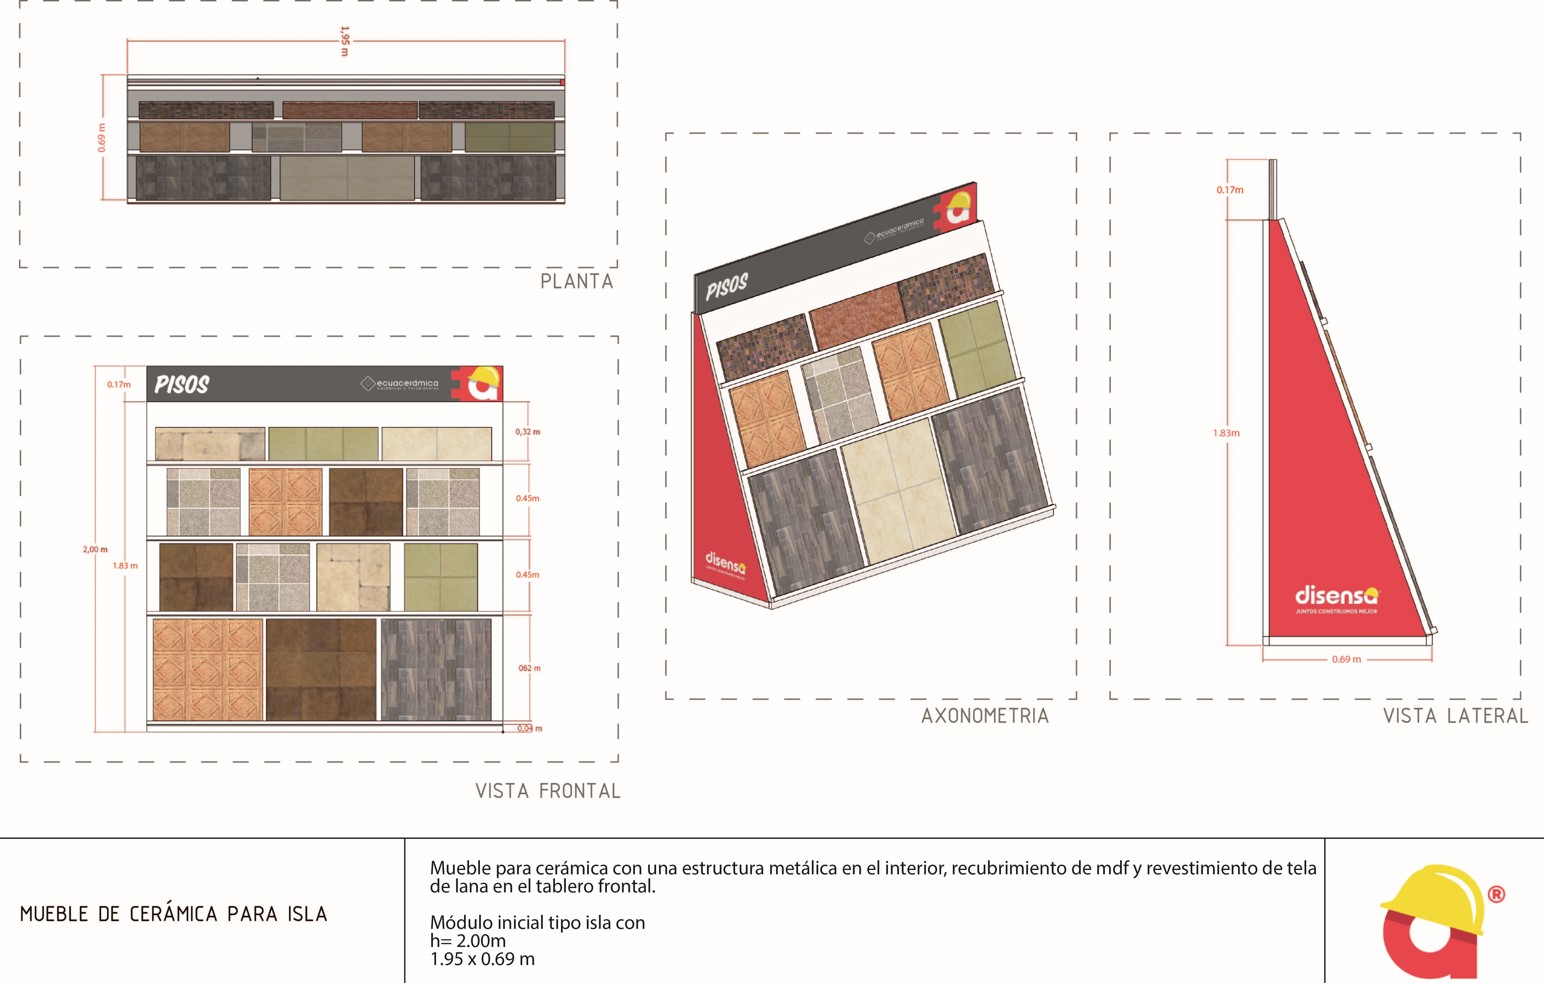 1,95 m
0.69 m
PLANTA
0.17m
PISOS
ecuacerámica
a
0,32 m
0.45m
2,00 m
1.83 m
0.45m
062 m
0,04 m
VISTA FRONTAL
PISOS
ecuacerámica
a
disensa
JUNTOS CONSTRUIMOS MEJOR
AXONOMETRIA
0.17m
1.83m
disensa
JUNTOS CONSTRUIMOS MEJOR
0.69 m
VISTA LATERAL
MUEBLE DE CERÁMICA PARA ISLA
Mueble para cerámica con una estructura metálica en el interior, recubrimiento de mdf y revestimiento de tela
de lana en el tablero frontal.
Módulo inicial tipo isla con
h= 2.00m
1.95 x 0.69 m
a ®